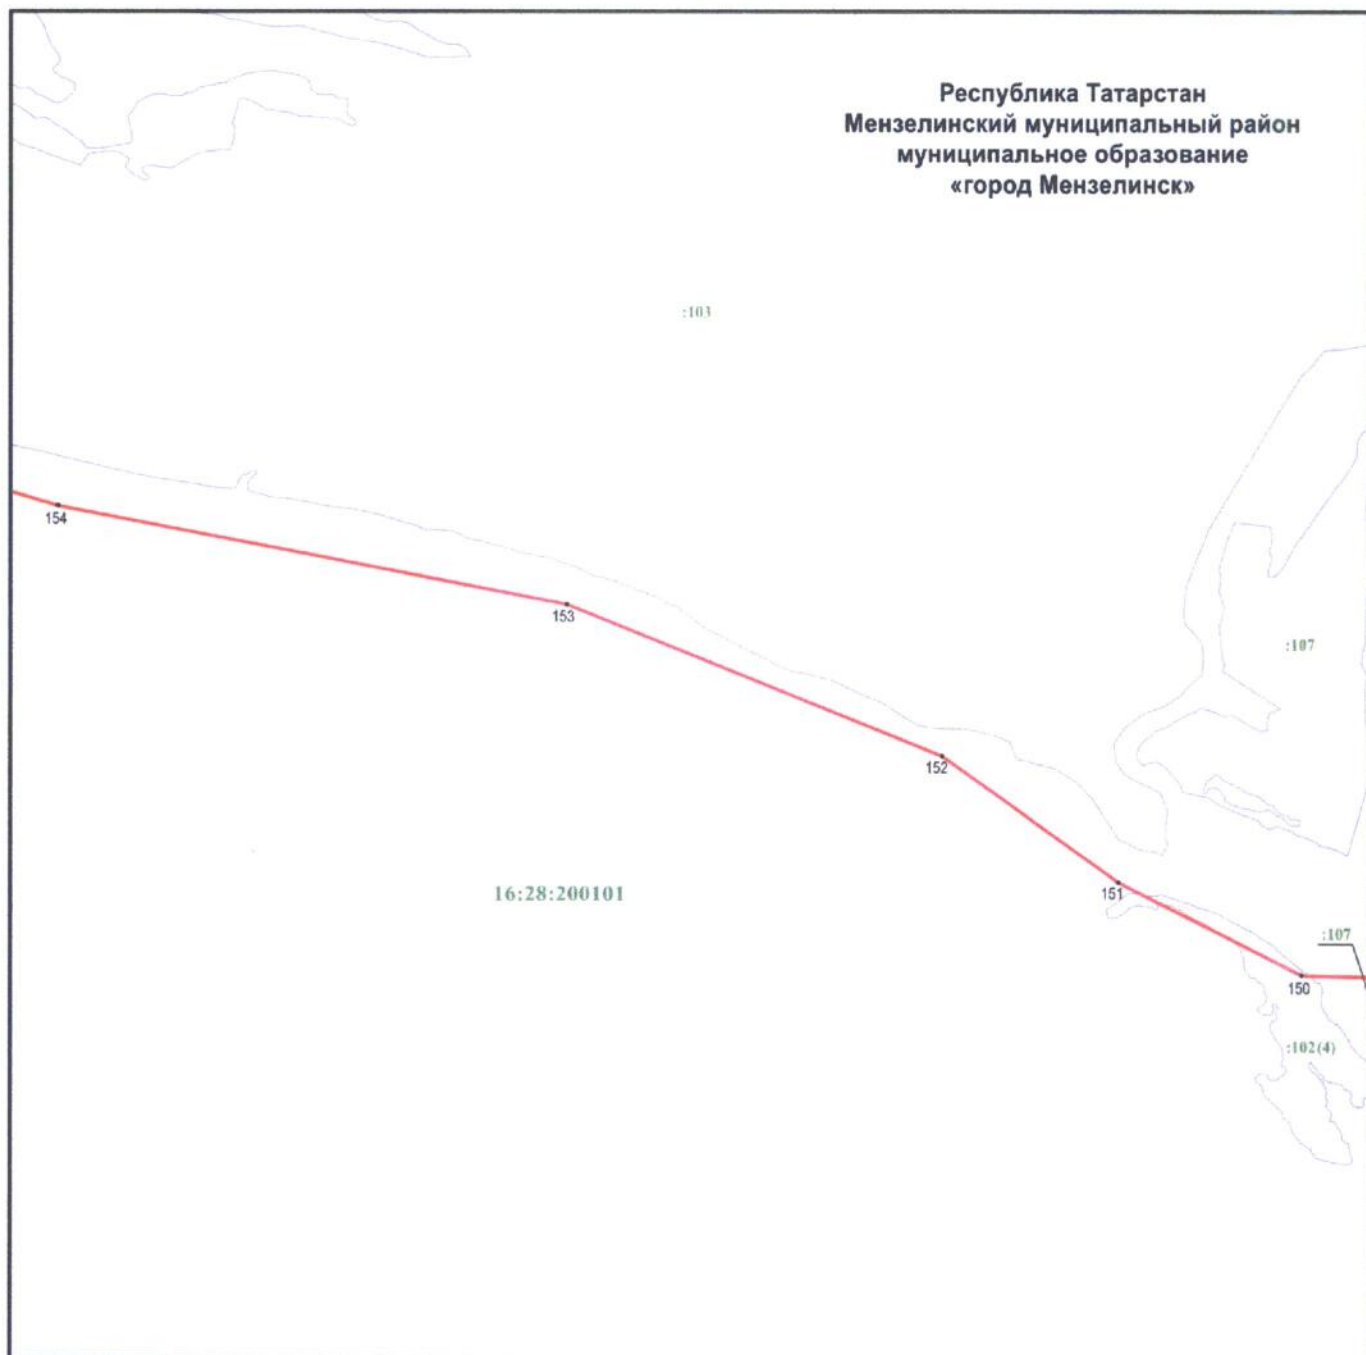 Республика Татарстан
Мензелинский муниципальный район
муниципальное образование
«город Мензелинск»
:103
154
153
:107
152
151
16:28:200101
:107
150
:102(4)